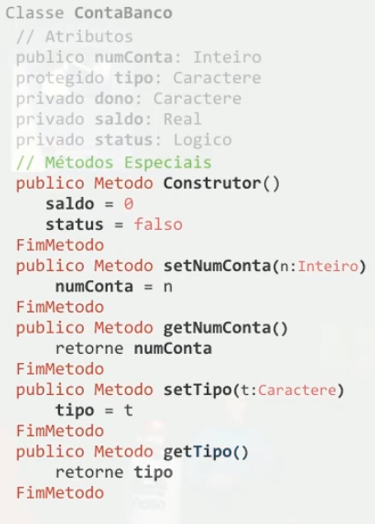 Classe ContaBanco
// Atributos
publico numConta: Inteiro
protegido tipo: Caractere
privado dono: Caractere
privado saldo: Real
privado status: Logico
// Métodos Especiais
publico Metodo Construtor()
saldo = 0
status = falso
FimMetodo
publico Metodo setNumConta(n:Inteiro)
numConta = n
FimMetodo
publico Metodo getNumConta()
retorne numConta
FimMetodo
publico Metodo setTipo(t:Caractere)
tipo = t
FimMetodo
publico Metodo getTipo()
retorne tipo
FimMetodo